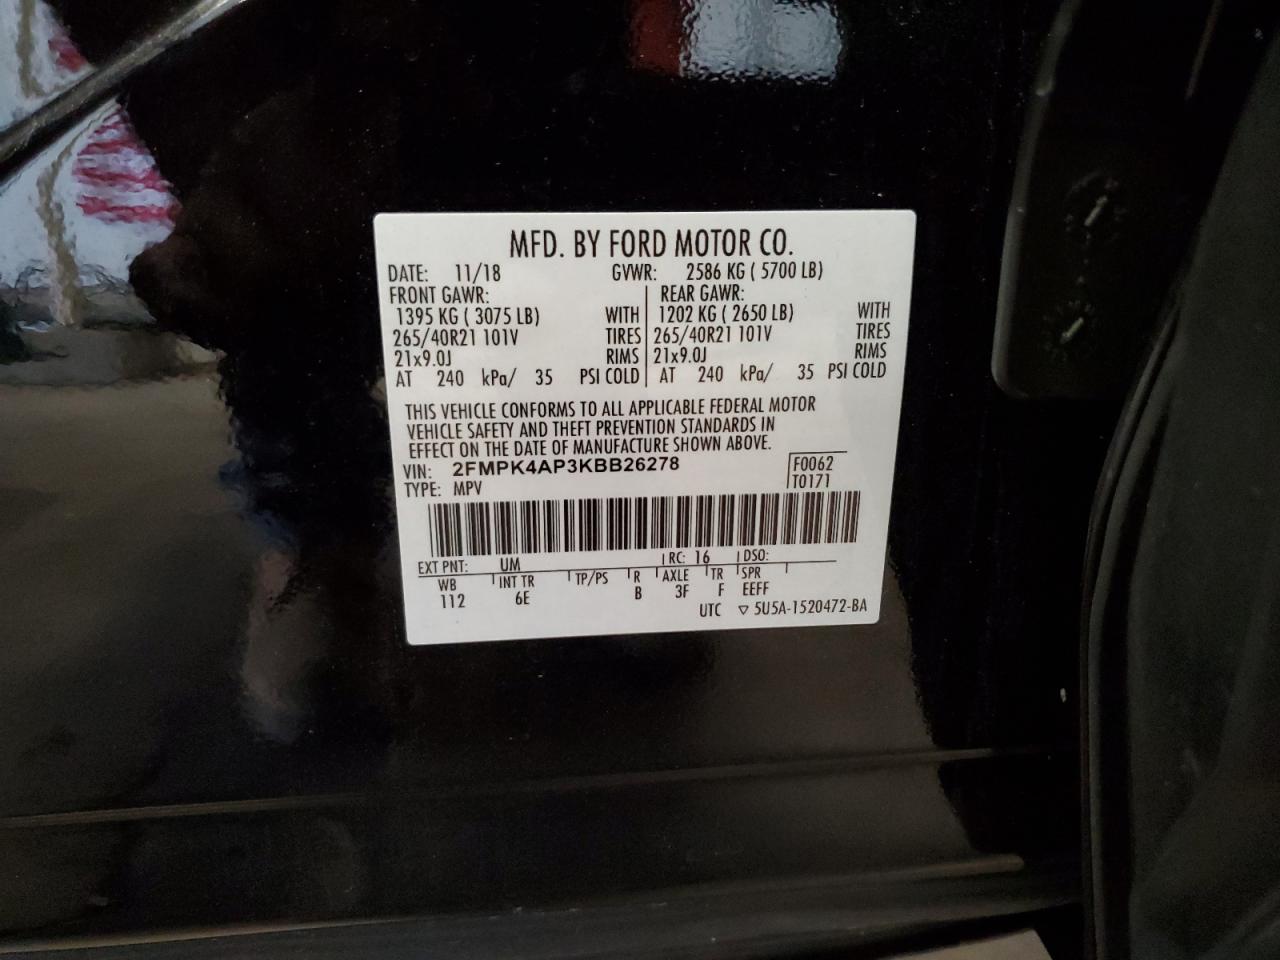 MFD. BY FORD MOTOR CO.
DATE: 11/18 GVWR: 2586 KG ( 5700 LB)
FRONT GAWR: REAR GAWR:
1395 KG ( 3075 LB) WITH 1202 KG ( 2650 LB) WITH
265/40R21 101V TIRES 265/40R21 101V TIRES
21x9.0J RIMS 21x9.0J RIMS
AT 240 kPa/ 35 PSI COLD AT 240 kPa/ 35 PSI COLD
THIS VEHICLE CONFORMS TO ALL APPLICABLE FEDERAL MOTOR
VEHICLE SAFETY AND THEFT PREVENTION STANDARDS IN
EFFECT ON THE DATE OF MANUFACTURE SHOWN ABOVE.
VIN: 2FMPK4AP3KBB26278 F0062
TYPE: MPV T0171
EXT PNT: UM RC: 16 DSO:
WB INT TR TP/PS R AXLE TR SPR
112 6E B 3F F EEFF
UTC ▽ 5U5A-1520472-BA